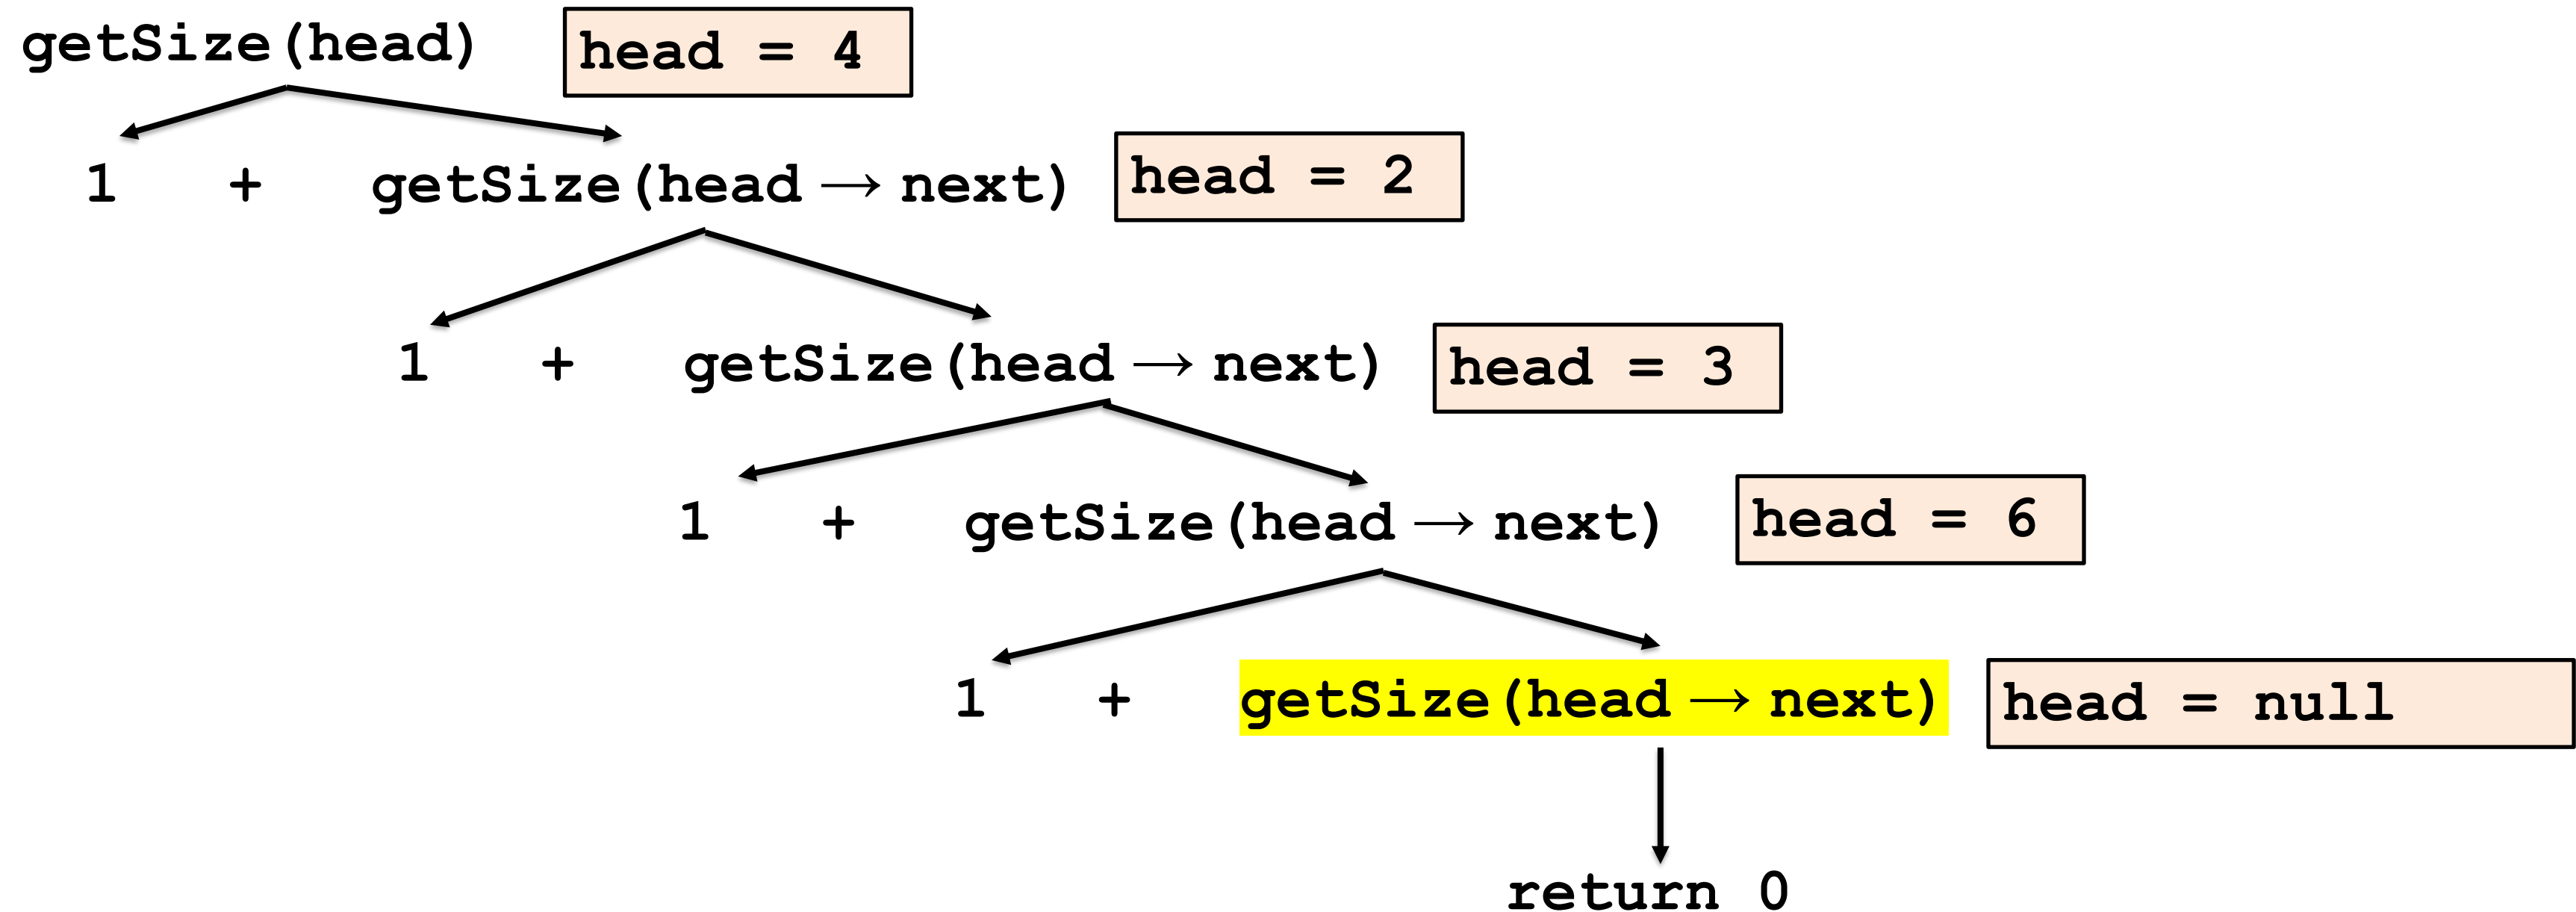 getSize(head) head = 4
1 + getSize(head → next) head = 2
1 + getSize(head → next) head = 3
1 + getSize(head → next) head = 6
1 + getSize(head → next) head = null
return 0